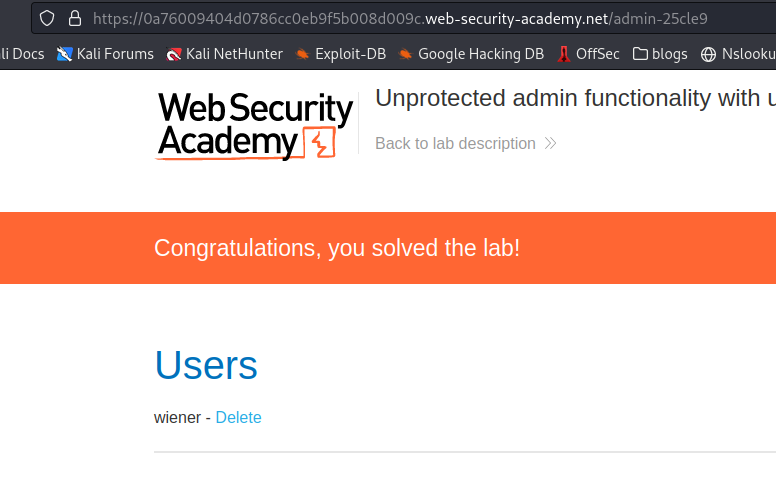 https://0a76009404d0786cc0eb9f5b008d009c.web-security-academy.net/admin-25cle9
li Docs Kali Forums Kali NetHunter Exploit-DB Google Hacking DB OffSec blogs Nslooku
Web Security
Academy
Unprotected admin functionality with u
Back to lab description
Congratulations, you solved the lab!
Users
wiener - Delete